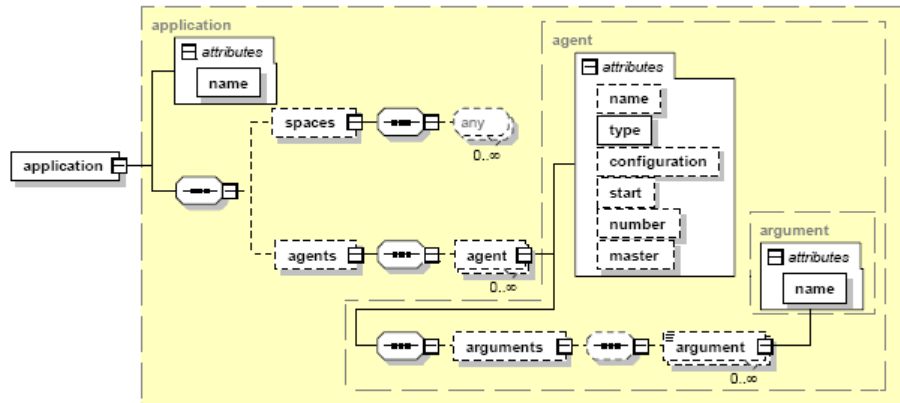 application
agent
attributes
name
attributes
name
type
configuration
start
number
master
spaces
any
0..∞
application
agents
agent
0..∞
argument
attributes
name
arguments
argument
0..∞